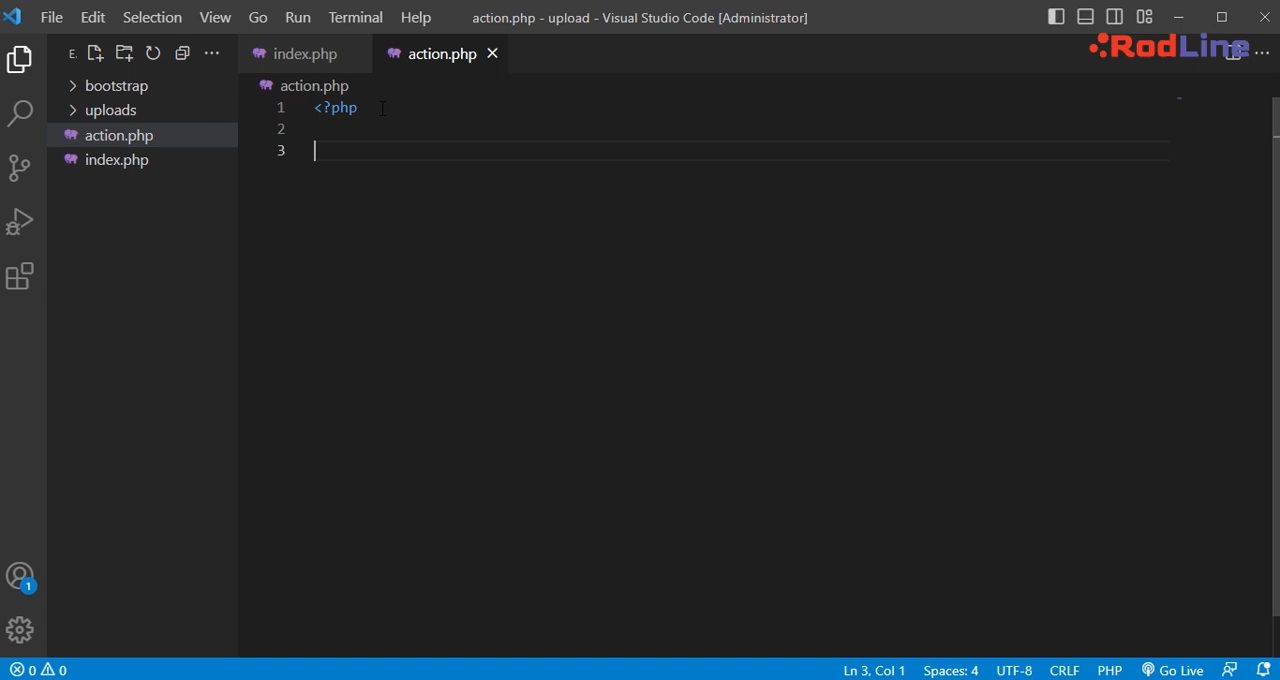 File Edit Selection View Go Run Terminal Help action.php - upload - Visual Studio Code [Administrator]
E. index.php action.php
RodLine
bootstrap
uploads
action.php
index.php
action.php
1 <?php
2
3
1
0 0 Ln 3, Col 1 Spaces: 4 UTF-8 CRLF PHP Go Live